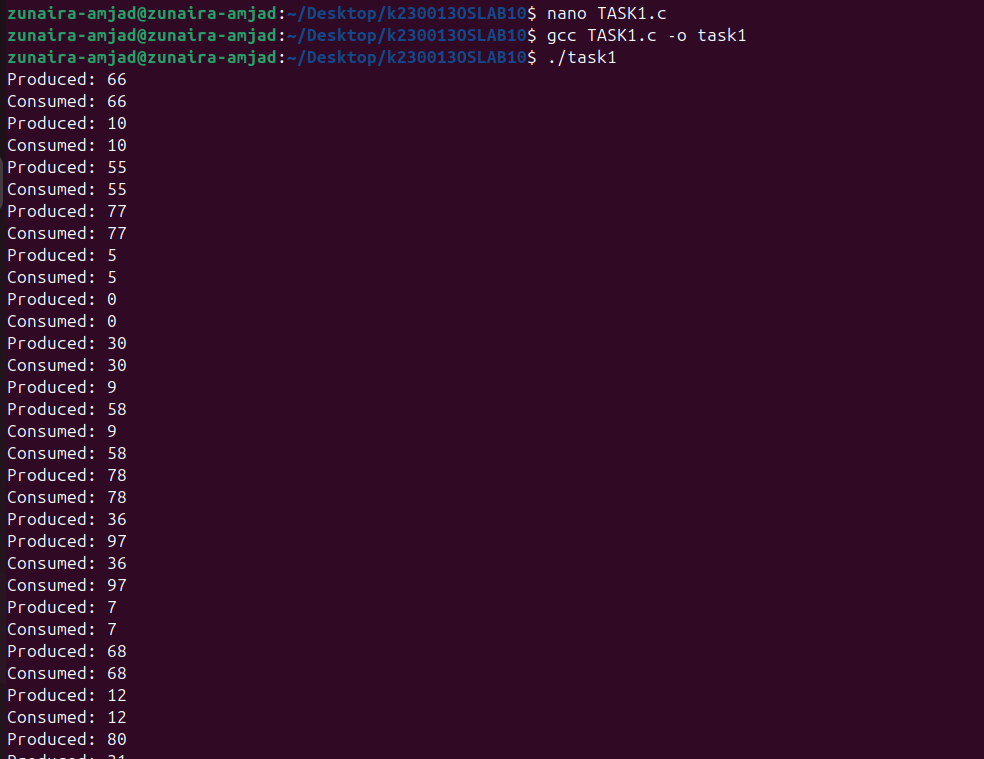 zunaira-amjad@zunaira-amjad:~/Desktop/k230013OSLAB10$ nano TASK1.c
zunaira-amjad@zunaira-amjad:~/Desktop/k230013OSLAB10$ gcc TASK1.c -o task1
zunaira-amjad@zunaira-amjad:~/Desktop/k230013OSLAB10$ ./task1
Produced: 66
Consumed: 66
Produced: 10
Consumed: 10
Produced: 55
Consumed: 55
Produced: 77
Consumed: 77
Produced: 5
Consumed: 5
Produced: 0
Consumed: 0
Produced: 30
Consumed: 30
Produced: 9
Produced: 58
Consumed: 9
Consumed: 58
Produced: 78
Consumed: 78
Produced: 36
Produced: 97
Consumed: 36
Consumed: 97
Produced: 7
Consumed: 7
Produced: 68
Consumed: 68
Produced: 12
Consumed: 12
Produced: 80
Produced: